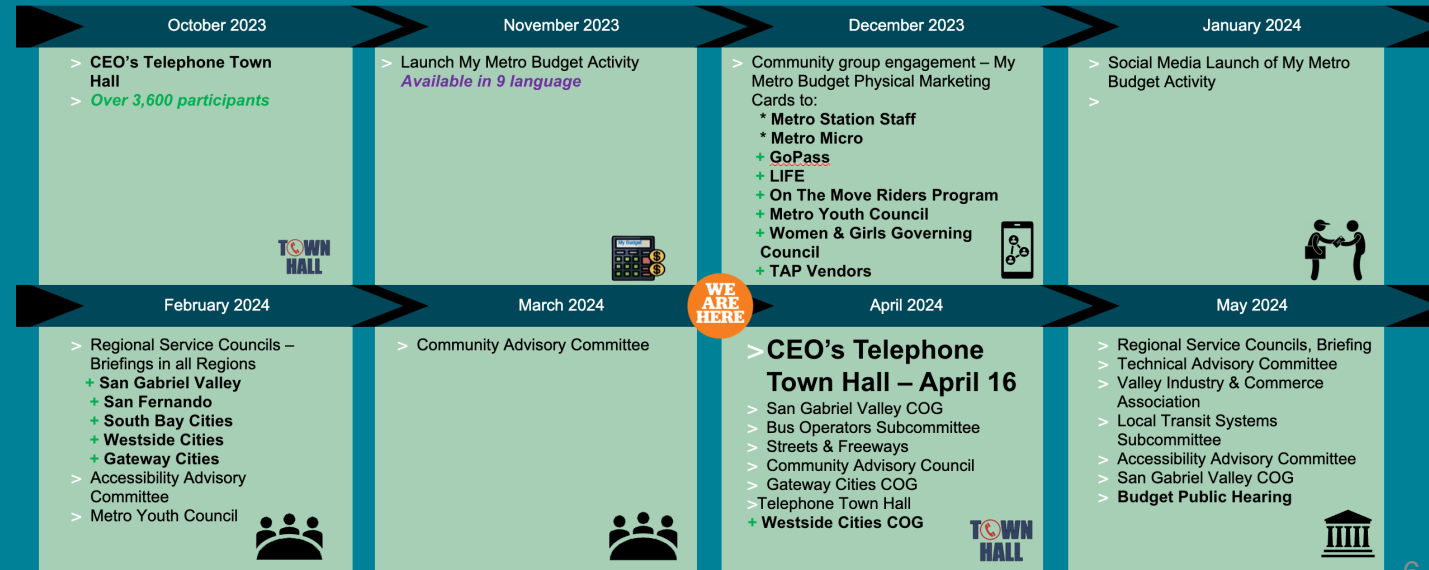 October 2023
> CEO's Telephone Town
Hall
> Over 3,600 participants
TOWN
HALL
November 2023
> Launch My Metro Budget Activity
Available in 9 language
My Budget
$
$
December 2023
> Community group engagement – My
Metro Budget Physical Marketing
Cards to:
* Metro Station Staff
* Metro Micro
+ GoPass
+ LIFE
+ On The Move Riders Program
+ Metro Youth Council
+ Women & Girls Governing
Council
+ TAP Vendors
January 2024
> Social Media Launch of My Metro
Budget Activity
>
February 2024
> Regional Service Councils –
Briefings in all Regions
+ San Gabriel Valley
+ San Fernando
+ South Bay Cities
+ Westside Cities
+ Gateway Cities
> Accessibility Advisory
Committee
> Metro Youth Council
March 2024
> Community Advisory Committee
WE
ARE
HERE
April 2024
>CEO's Telephone
Town Hall – April 16
> San Gabriel Valley COG
> Bus Operators Subcommittee
> Streets & Freeways
> Community Advisory Council
> Gateway Cities COG
>Telephone Town Hall
+ Westside Cities COG
TOWN
HALL
May 2024
> Regional Service Councils, Briefing
> Technical Advisory Committee
> Valley Industry & Commerce
Association
> Local Transit Systems
Subcommittee
> Accessibility Advisory Committee
> San Gabriel Valley COG
> Budget Public Hearing